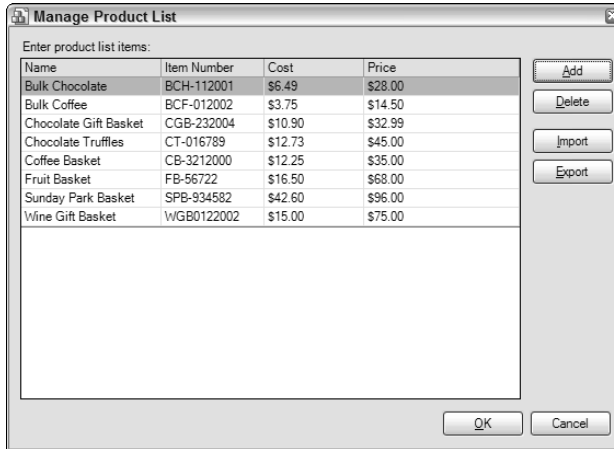 Manage Product List
Enter product list items:
Name Item Number Cost Price
Bulk Chocolate BCH-112001 $6.49 $28.00
Bulk Coffee BCF-012002 $3.75 $14.50
Chocolate Gift Basket CGB-232004 $10.90 $32.99
Chocolate Truffles CT-016789 $12.73 $45.00
Coffee Basket CB-3212000 $12.25 $35.00
Fruit Basket FB-56722 $16.50 $68.00
Sunday Park Basket SPB-934582 $42.60 $96.00
Wine Gift Basket WGB0122002 $15.00 $75.00
Add
Delete
Import
Export
OK Cancel